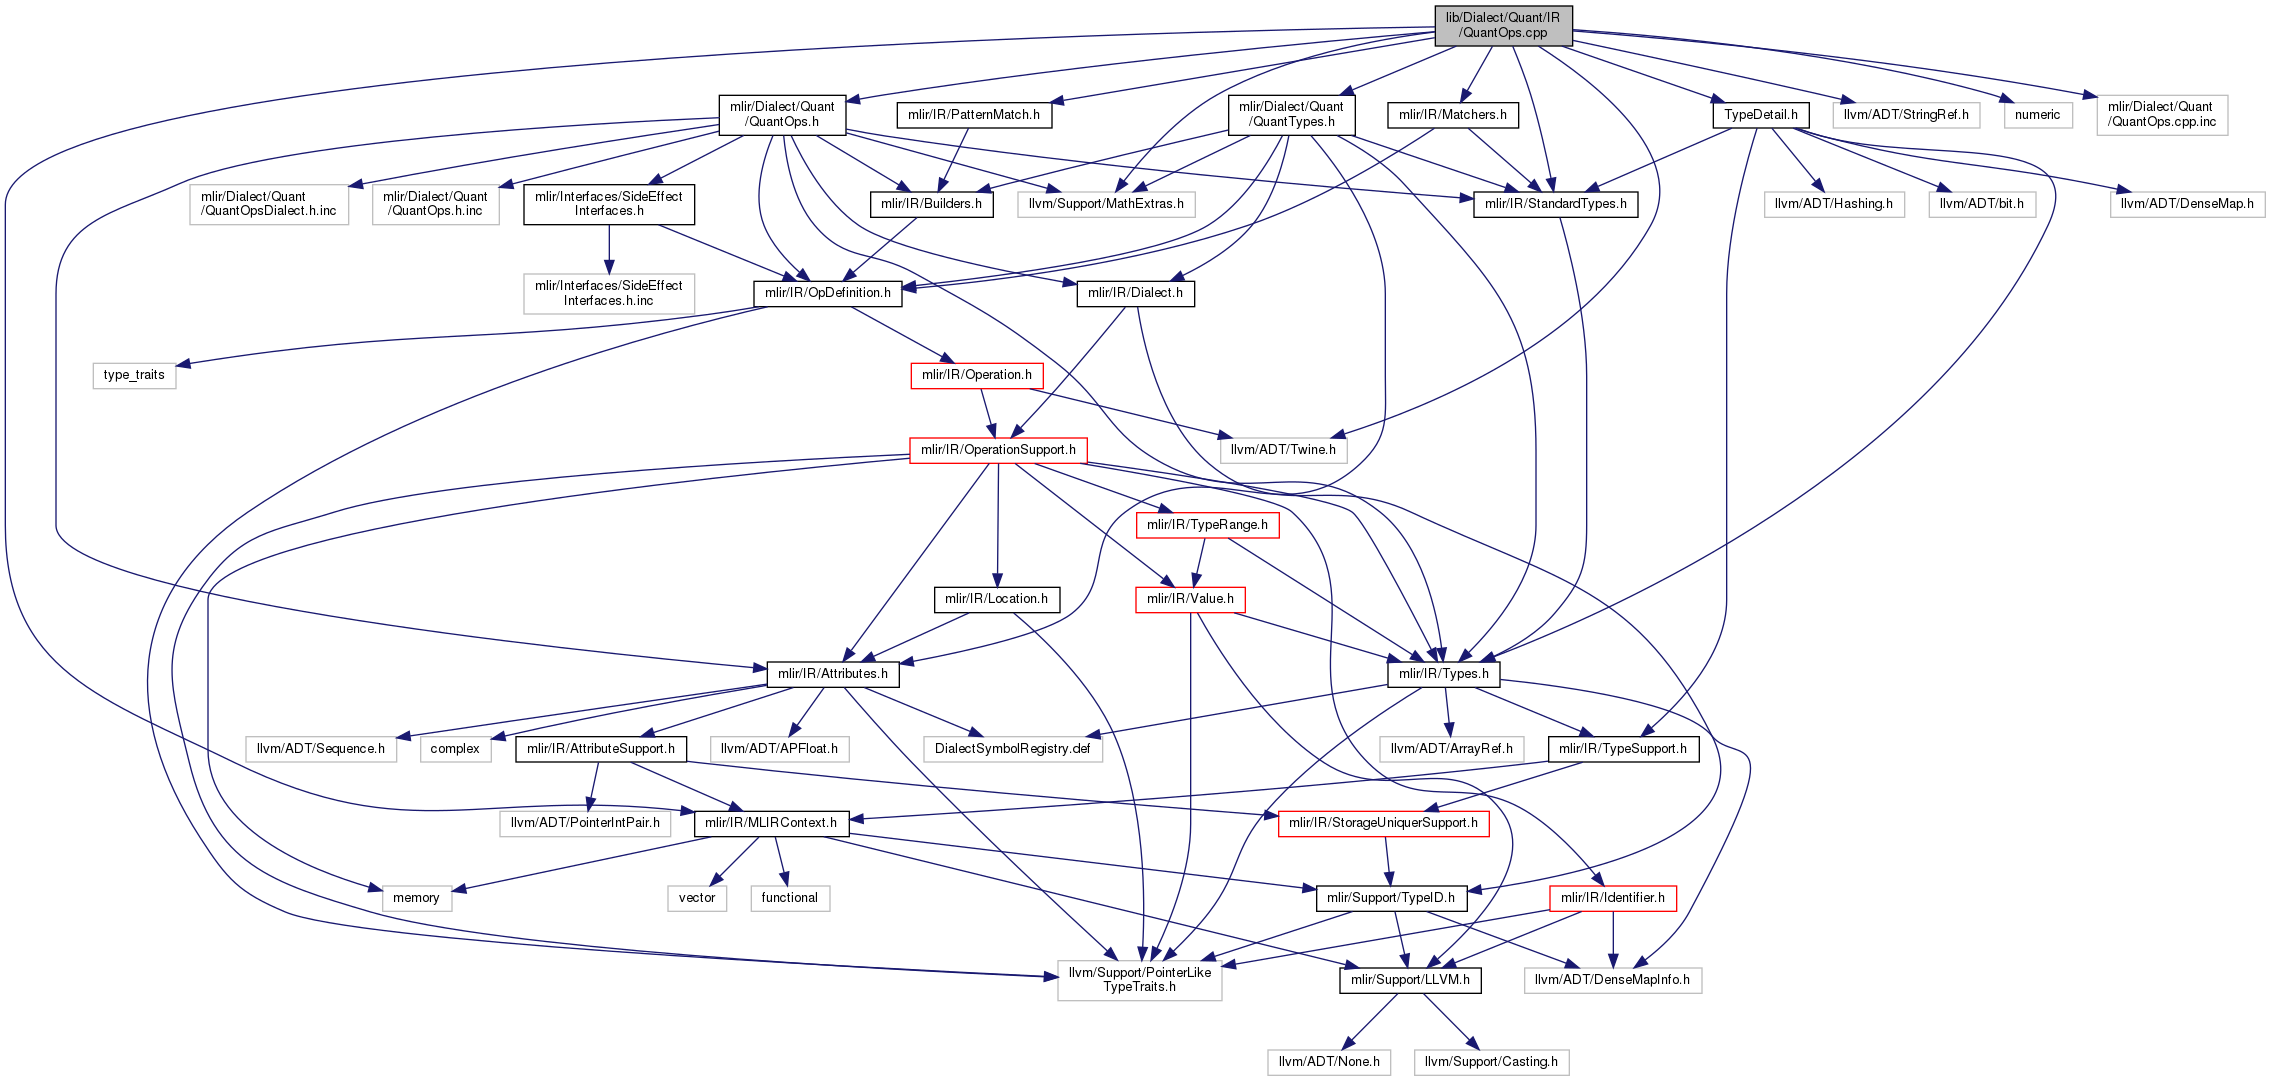 lib/Dialect/Quant/IR
/QuantOps.cpp
mlir/Dialect/Quant
/QuantOps.h
mlir/IR/PatternMatch.h
mlir/Dialect/Quant
/QuantTypes.h
mlir/IR/Matchers.h
TypeDetail.h
llvm/ADT/StringRef.h
numeric
mlir/Dialect/Quant
/QuantOps.cpp.inc
mlir/Dialect/Quant
/QuantOpsDialect.h.inc
mlir/Dialect/Quant
/QuantOps.h.inc
mlir/Interfaces/SideEffect
Interfaces.h
mlir/IR/Builders.h
llvm/Support/MathExtras.h
mlir/IR/StandardTypes.h
llvm/ADT/Hashing.h
llvm/ADT/bit.h
llvm/ADT/DenseMap.h
mlir/Interfaces/SideEffect
Interfaces.h.inc
mlir/IR/OpDefinition.h
mlir/IR/Dialect.h
type_traits
mlir/IR/Operation.h
mlir/IR/OperationSupport.h
llvm/ADT/Twine.h
mlir/IR/TypeRange.h
mlir/IR/Location.h
mlir/IR/Value.h
mlir/IR/Attributes.h
mlir/IR/Types.h
llvm/ADT/Sequence.h
complex
mlir/IR/AttributeSupport.h
llvm/ADT/APFloat.h
DialectSymbolRegistry.def
llvm/ADT/ArrayRef.h
mlir/IR/TypeSupport.h
llvm/ADT/PointerIntPair.h
mlir/IR/MLIRContext.h
mlir/IR/StorageUniquerSupport.h
memory
vector
functional
mlir/Support/TypeID.h
mlir/IR/Identifier.h
llvm/Support/PointerLike
TypeTraits.h
mlir/Support/LLVM.h
llvm/ADT/DenseMapInfo.h
llvm/ADT/None.h
llvm/Support/Casting.h